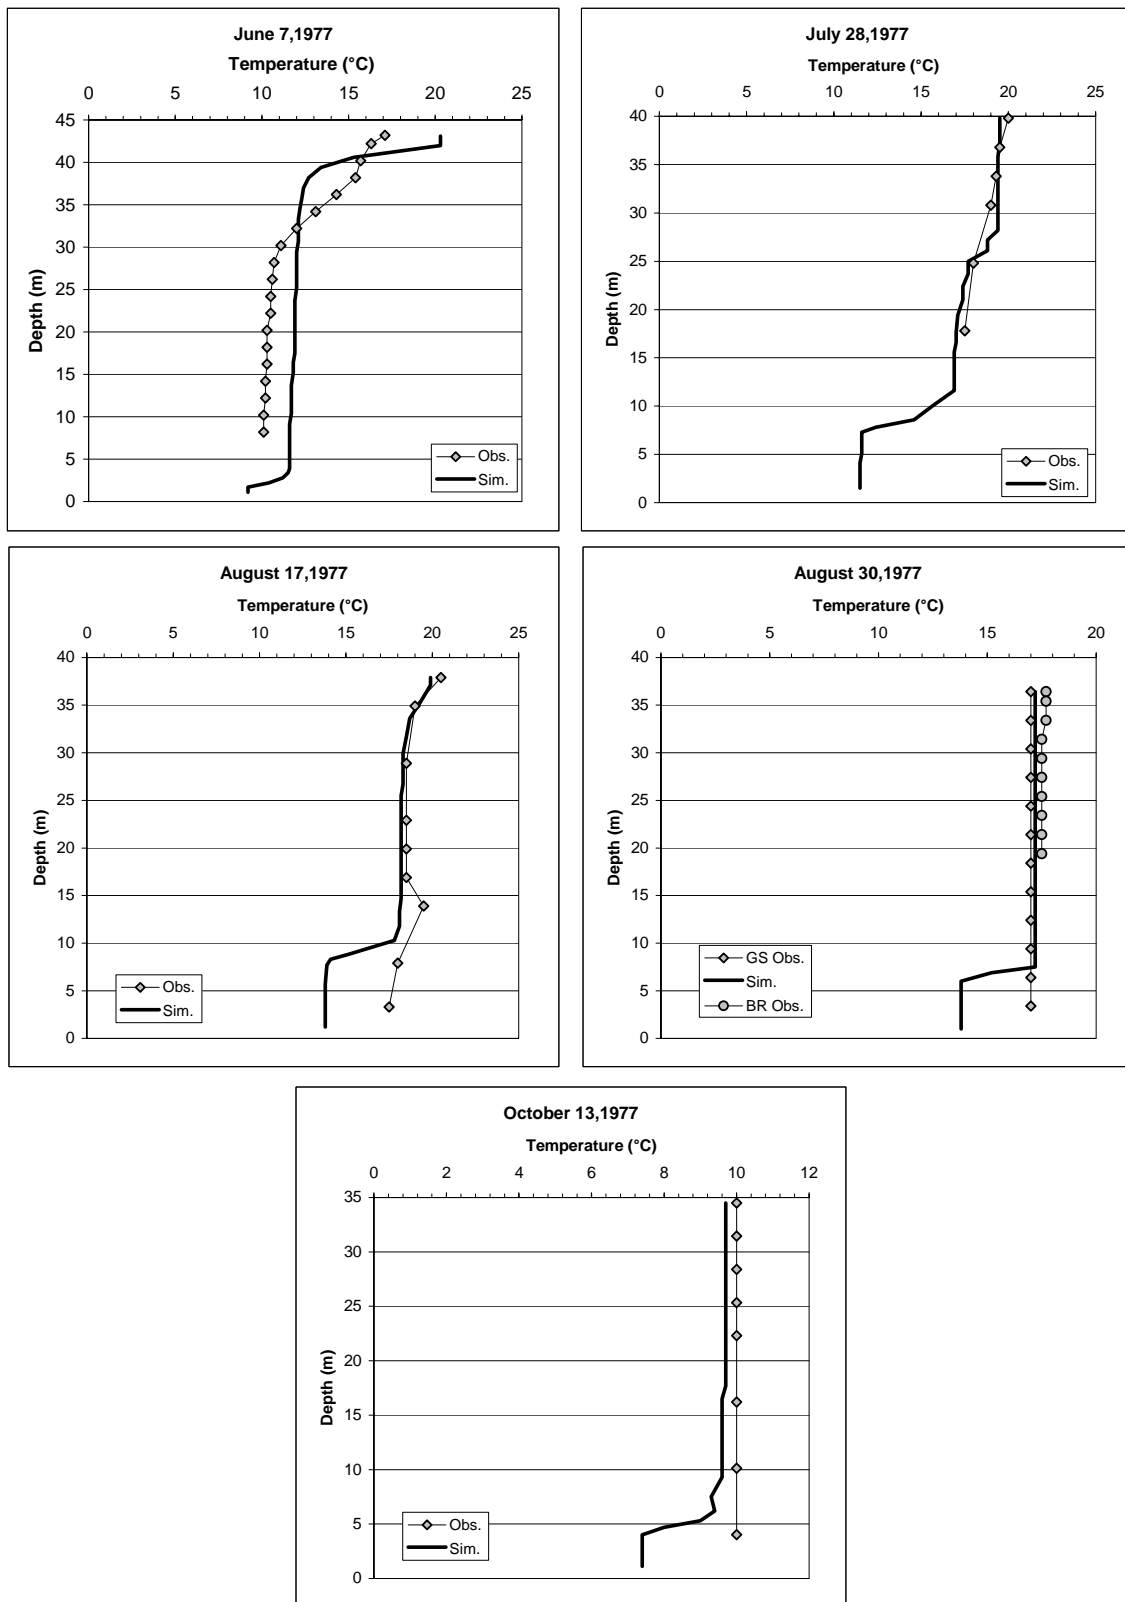 June 7,1977
Temperature (°C)
0 5 10 15 20 25
45
40
35
30
25
20
15
10
5
0
Depth (m)
Obs.
Sim.
July 28,1977
Temperature (°C)
0 5 10 15 20 25
40
35
30
25
20
15
10
5
0
Depth (m)
Obs.
Sim.
August 17,1977
Temperature (°C)
0 5 10 15 20 25
40
35
30
25
20
15
10
5
0
Depth (m)
Obs.
Sim.
August 30,1977
Temperature (°C)
0 5 10 15 20
40
35
30
25
20
15
10
5
0
Depth (m)
GS Obs.
Sim.
BR Obs.
October 13,1977
Temperature (°C)
0 2 4 6 8 10 12
35
30
25
20
15
10
5
0
Depth (m)
Obs.
Sim.